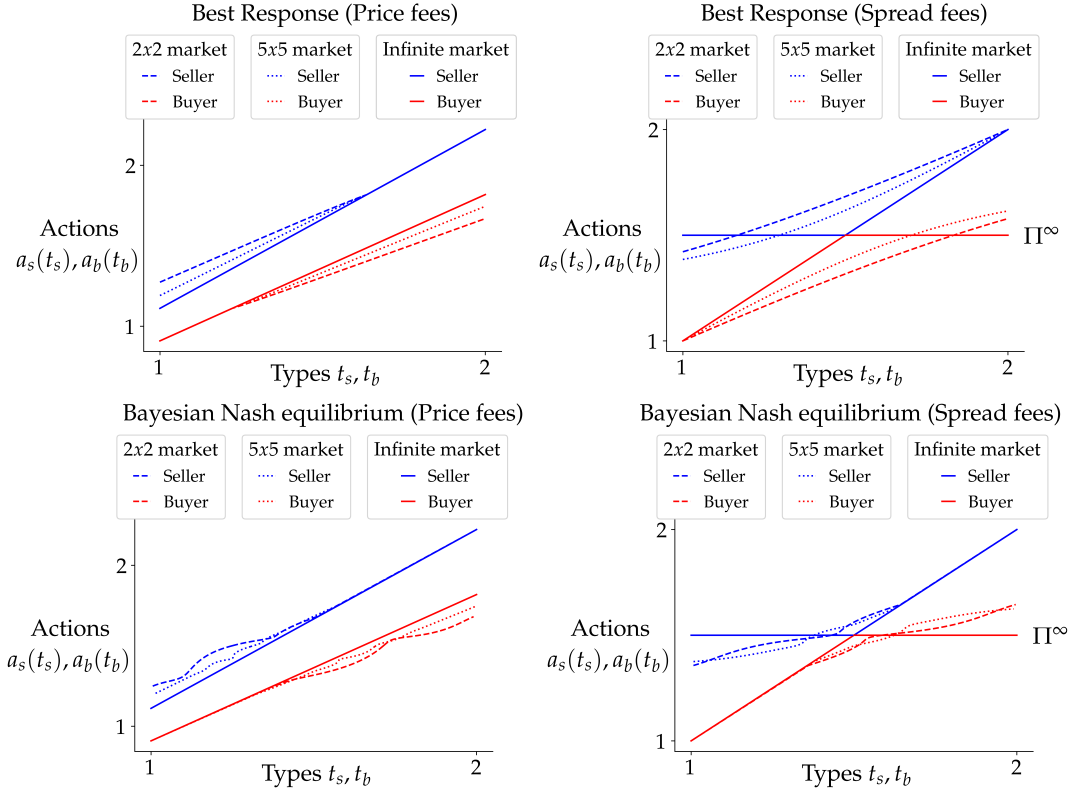 Best Response (Price fees)
2x2 market
Seller
Buyer
5x5 market
Seller
Buyer
Infinite market
Seller
Buyer
2
1
Actions
a_s(t_s), a_b(t_b)
1
2
Types t_s, t_b
Best Response (Spread fees)
2x2 market
Seller
Buyer
5x5 market
Seller
Buyer
Infinite market
Seller
Buyer
2
1
Actions
a_s(t_s), a_b(t_b)
Π^∞
1
2
Types t_s, t_b
Bayesian Nash equilibrium (Price fees)
2x2 market
Seller
Buyer
5x5 market
Seller
Buyer
Infinite market
Seller
Buyer
2
1
Actions
a_s(t_s), a_b(t_b)
1
2
Types t_s, t_b
Bayesian Nash equilibrium (Spread fees)
2x2 market
Seller
Buyer
5x5 market
Seller
Buyer
Infinite market
Seller
Buyer
2
1
Actions
a_s(t_s), a_b(t_b)
Π^∞
1
2
Types t_s, t_b